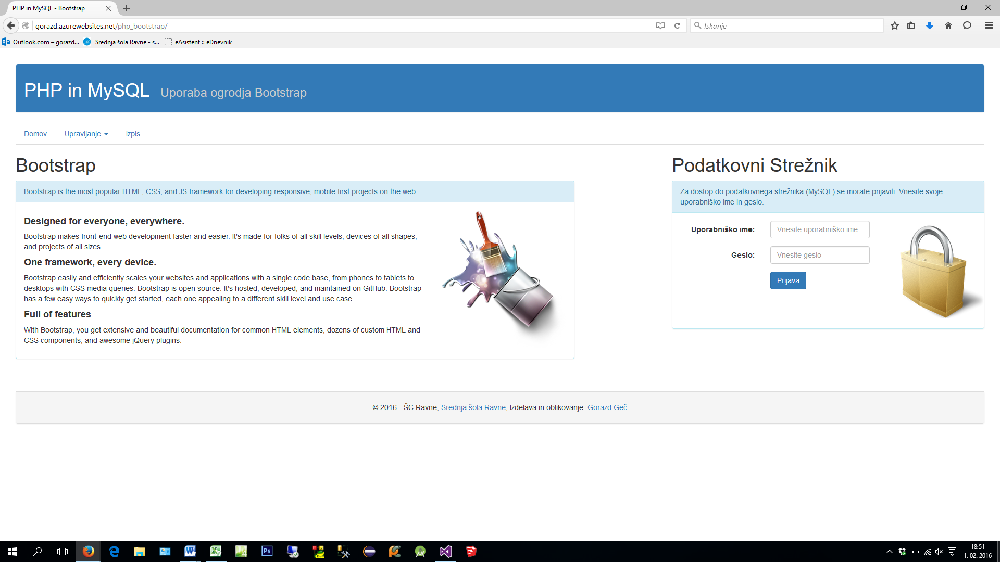 PHP in MySQL - Bootstrap
gorazd.azurewebsites.net/php_bootstrap/
Iskanje
Outlook.com – gorazd...
Srednja šola Ravne - s...
eAsistent :: eDnevnik
PHP in MySQL Uporaba ogrodja Bootstrap
Domov
Upravljanje
Izpis
Bootstrap
Bootstrap is the most popular HTML, CSS, and JS framework for developing responsive, mobile first projects on the web.
Designed for everyone, everywhere.
Bootstrap makes front-end web development faster and easier. It's made for folks of all skill levels, devices of all shapes,
and projects of all sizes.
One framework, every device.
Bootstrap easily and efficiently scales your websites and applications with a single code base, from phones to tablets to
desktops with CSS media queries. Bootstrap is open source. It's hosted, developed, and maintained on GitHub. Bootstrap
has a few easy ways to quickly get started, each one appealing to a different skill level and use case.
Full of features
With Bootstrap, you get extensive and beautiful documentation for common HTML elements, dozens of custom HTML and
CSS components, and awesome jQuery plugins.
Podatkovni Strežnik
Za dostop do podatkovnega strežnika (MySQL) se morate prijaviti. Vnesite svoje
uporabniško ime in geslo.
Uporabniško ime:
Vnesite uporabniško ime
Geslo:
Vnesite geslo
Prijava
© 2016 - ŠC Ravne, Srednja šola Ravne, Izdelava in oblikovanje: Gorazd Geč
18:51
1. 02. 2016